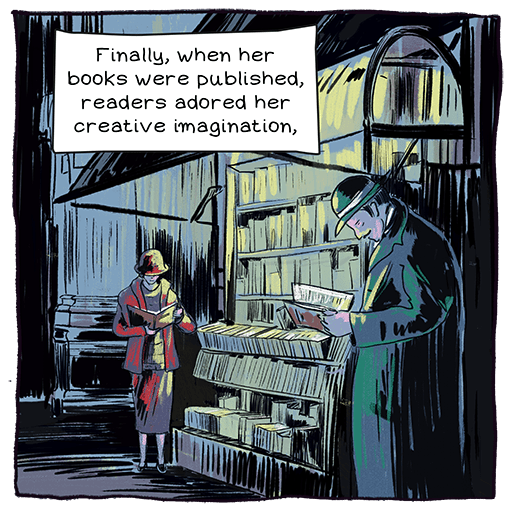 Finally, when her
books were published,
readers adored her
creative imagination,